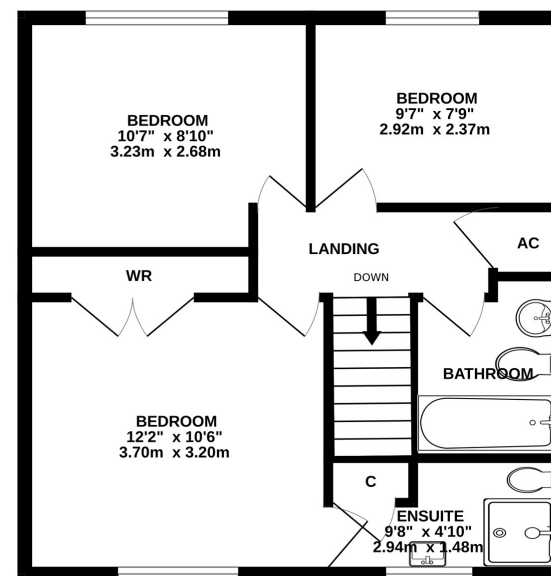 BEDROOM
10'7" x 8'10"
3.23m x 2.68m
BEDROOM
9'7" x 7'9"
2.92m x 2.37m
LANDING
AC
WR
DOWN
BATHROOM
BEDROOM
12'2" x 10'6"
3.70m x 3.20m
C
ENSUITE
9'8" x 4'10"
2.94m x 1.48m